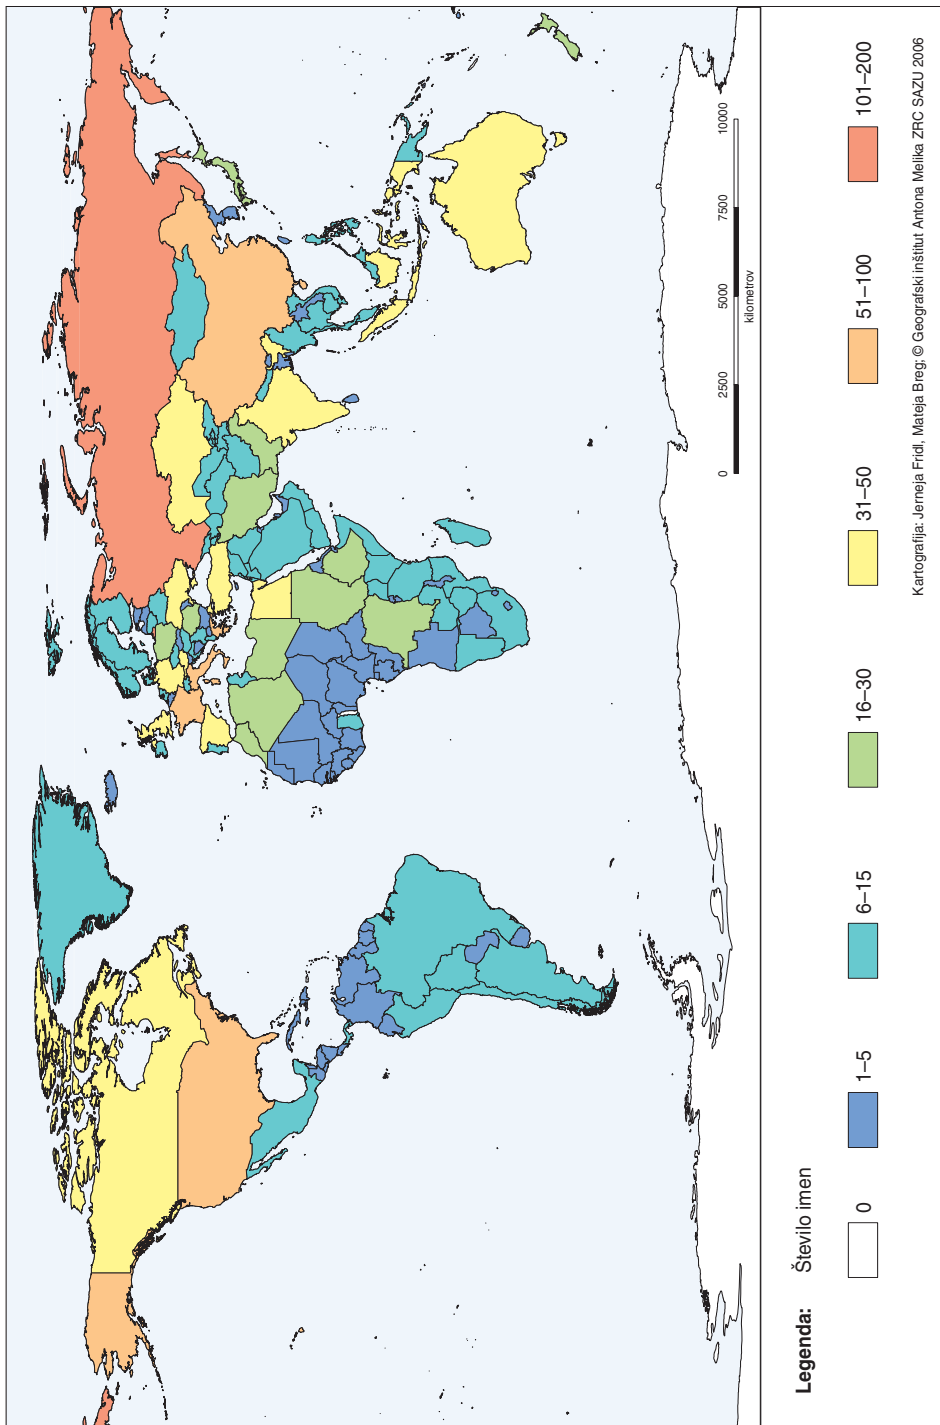 0 2500 5000 7500 10000
kilometrov
Legenda: Število imen
0 1–5 6–15 16–30 31–50 51–100 101–200
Kartografija: Jerneja Fridl, Mateja Breg; © Geografski inštitut Antona Melika ZRC SAZU 2006